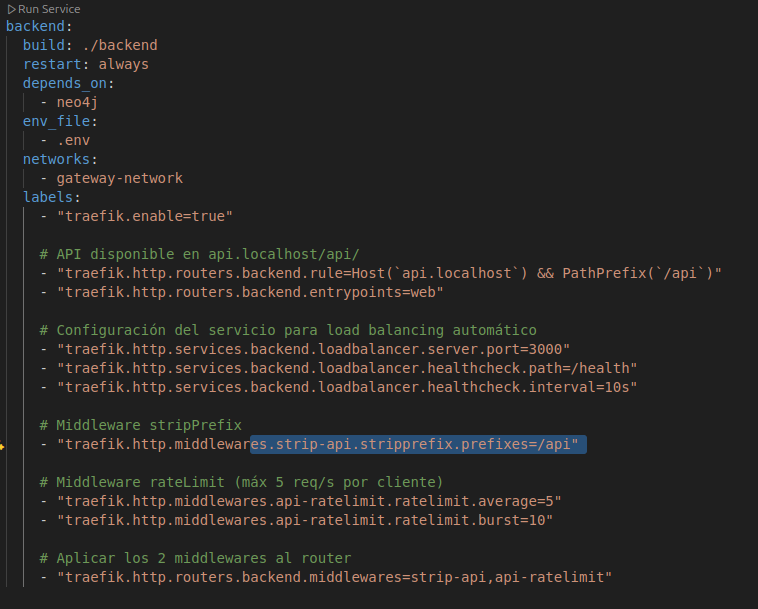 Run Service
backend:
build: ./backend
restart: always
depends_on:
- neo4j
env_file:
- .env
networks:
- gateway-network
labels:
- "traefik.enable=true"
# API disponible en api.localhost/api/
- "traefik.http.routers.backend.rule=Host(`api.localhost`) && PathPrefix(`/api`)"
- "traefik.http.routers.backend.entrypoints=web"
# Configuración del servicio para load balancing automático
- "traefik.http.services.backend.loadbalancer.server.port=3000"
- "traefik.http.services.backend.loadbalancer.healthcheck.path=/health"
- "traefik.http.services.backend.loadbalancer.healthcheck.interval=10s"
# Middleware stripPrefix
- "traefik.http.middlewares.strip-api.stripprefix.prefixes=/api"
# Middleware rateLimit (máx 5 req/s por cliente)
- "traefik.http.middlewares.api-ratelimit.ratelimit.average=5"
- "traefik.http.middlewares.api-ratelimit.ratelimit.burst=10"
# Aplicar los 2 middlewares al router
- "traefik.http.routers.backend.middlewares=strip-api,api-ratelimit"